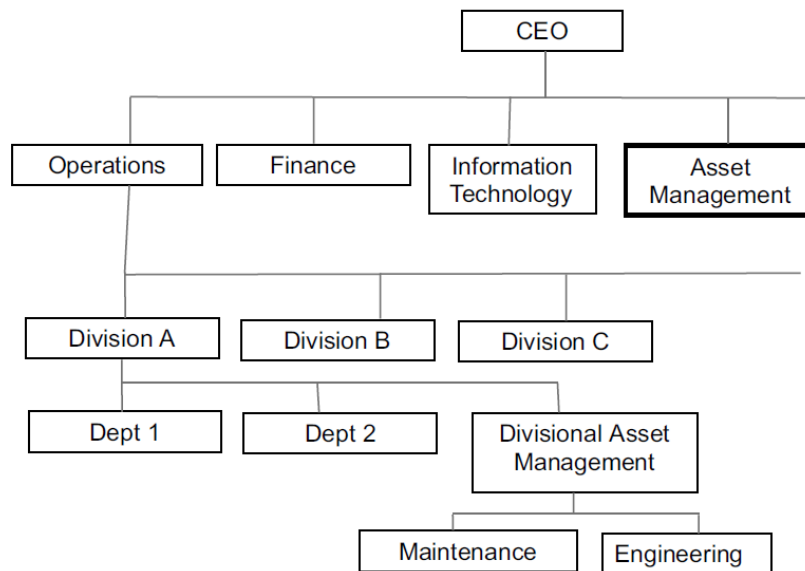 CEO
Operations
Finance
Information
Technology
Asset
Management
Division A
Division B
Division C
Dept 1
Dept 2
Divisional Asset
Management
Maintenance
Engineering